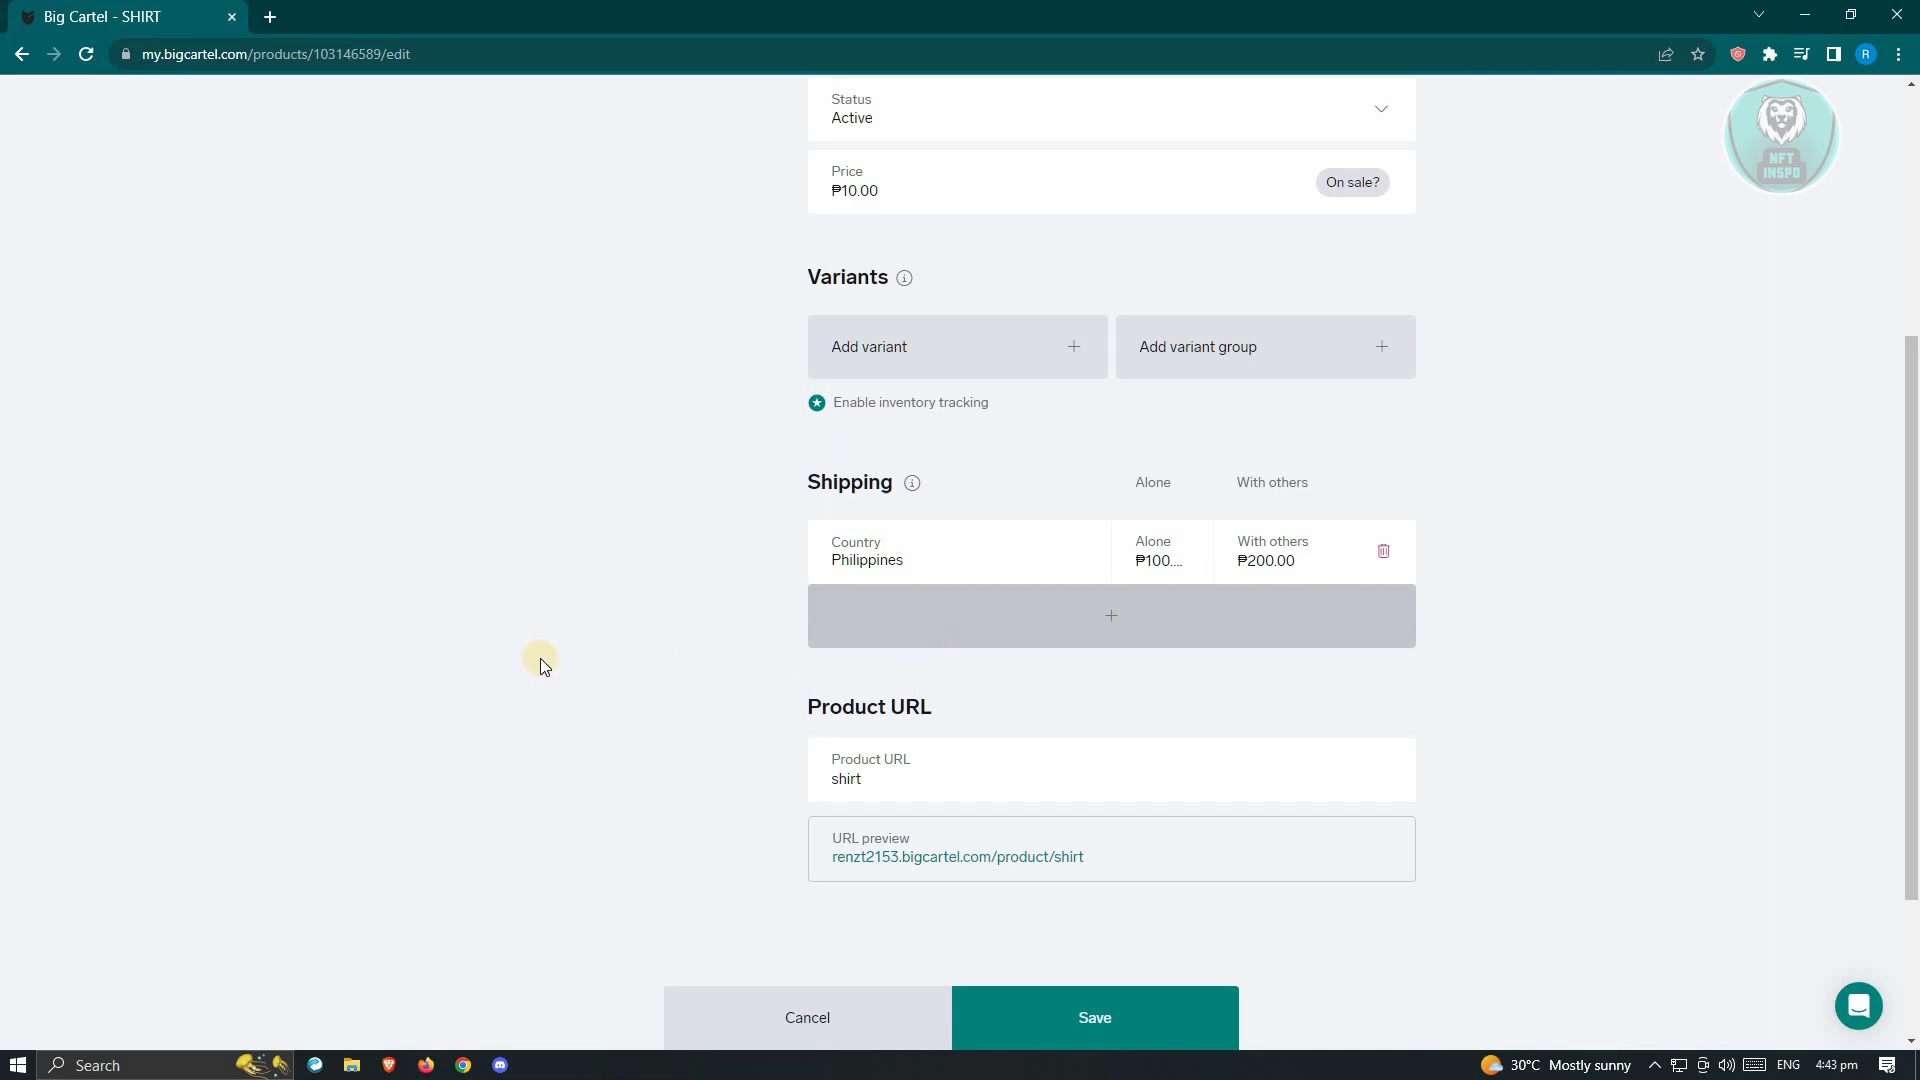 Big Cartel - SHIRT
my.bigcartel.com/products/103146589/edit
R
NFT
INSPO
Status
Active
Price
₱10.00
On sale?
Variants
Add variant
Add variant group
Enable inventory tracking
Shipping
Alone
With others
Country
Philippines
Alone
₱100....
With others
₱200.00
Product URL
Product URL
shirt
URL preview
renzt2153.bigcartel.com/product/shirt
Cancel
Save
Search
30°C Mostly sunny
ENG
4:43 pm